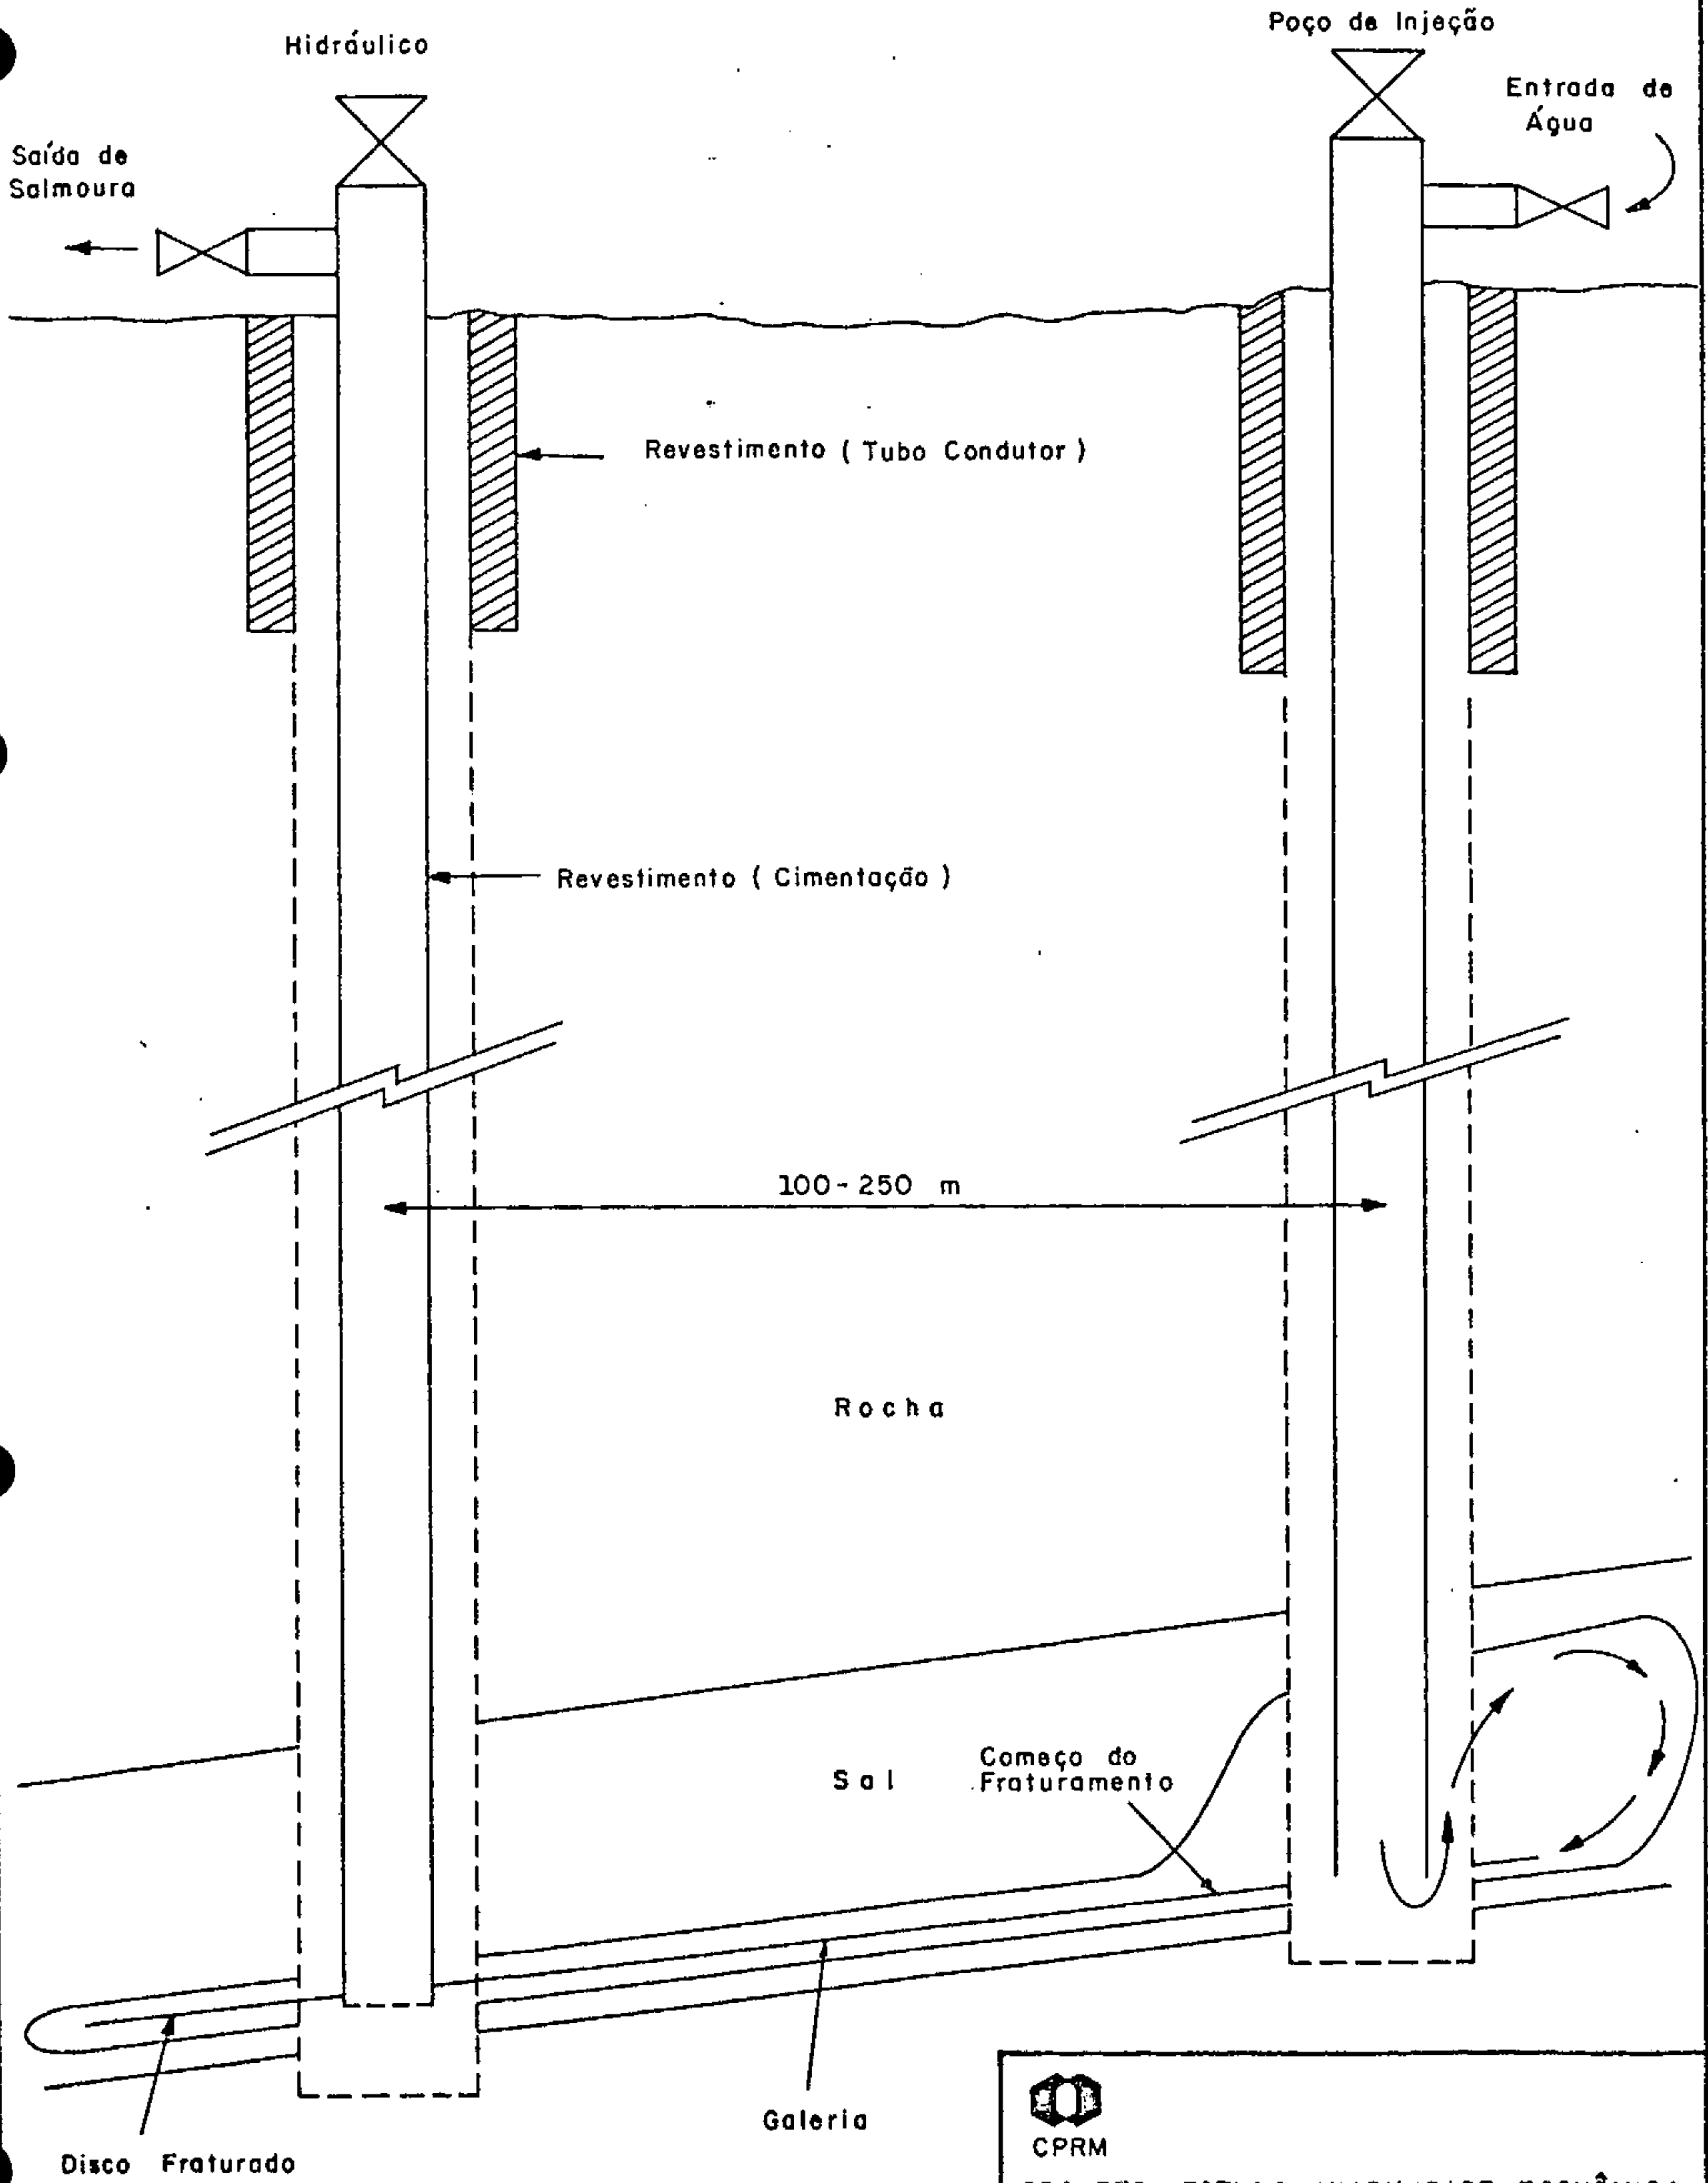 Hidráulico
Poço de Injeção
Entrada de
Água
Saída de
Salmoura
Revestimento ( Tubo Condutor )
Revestimento ( Cimentação )
100-250 m
Rocha
Sal
Começo do
Fraturamento
Galeria
Disco Fraturado
CPRM